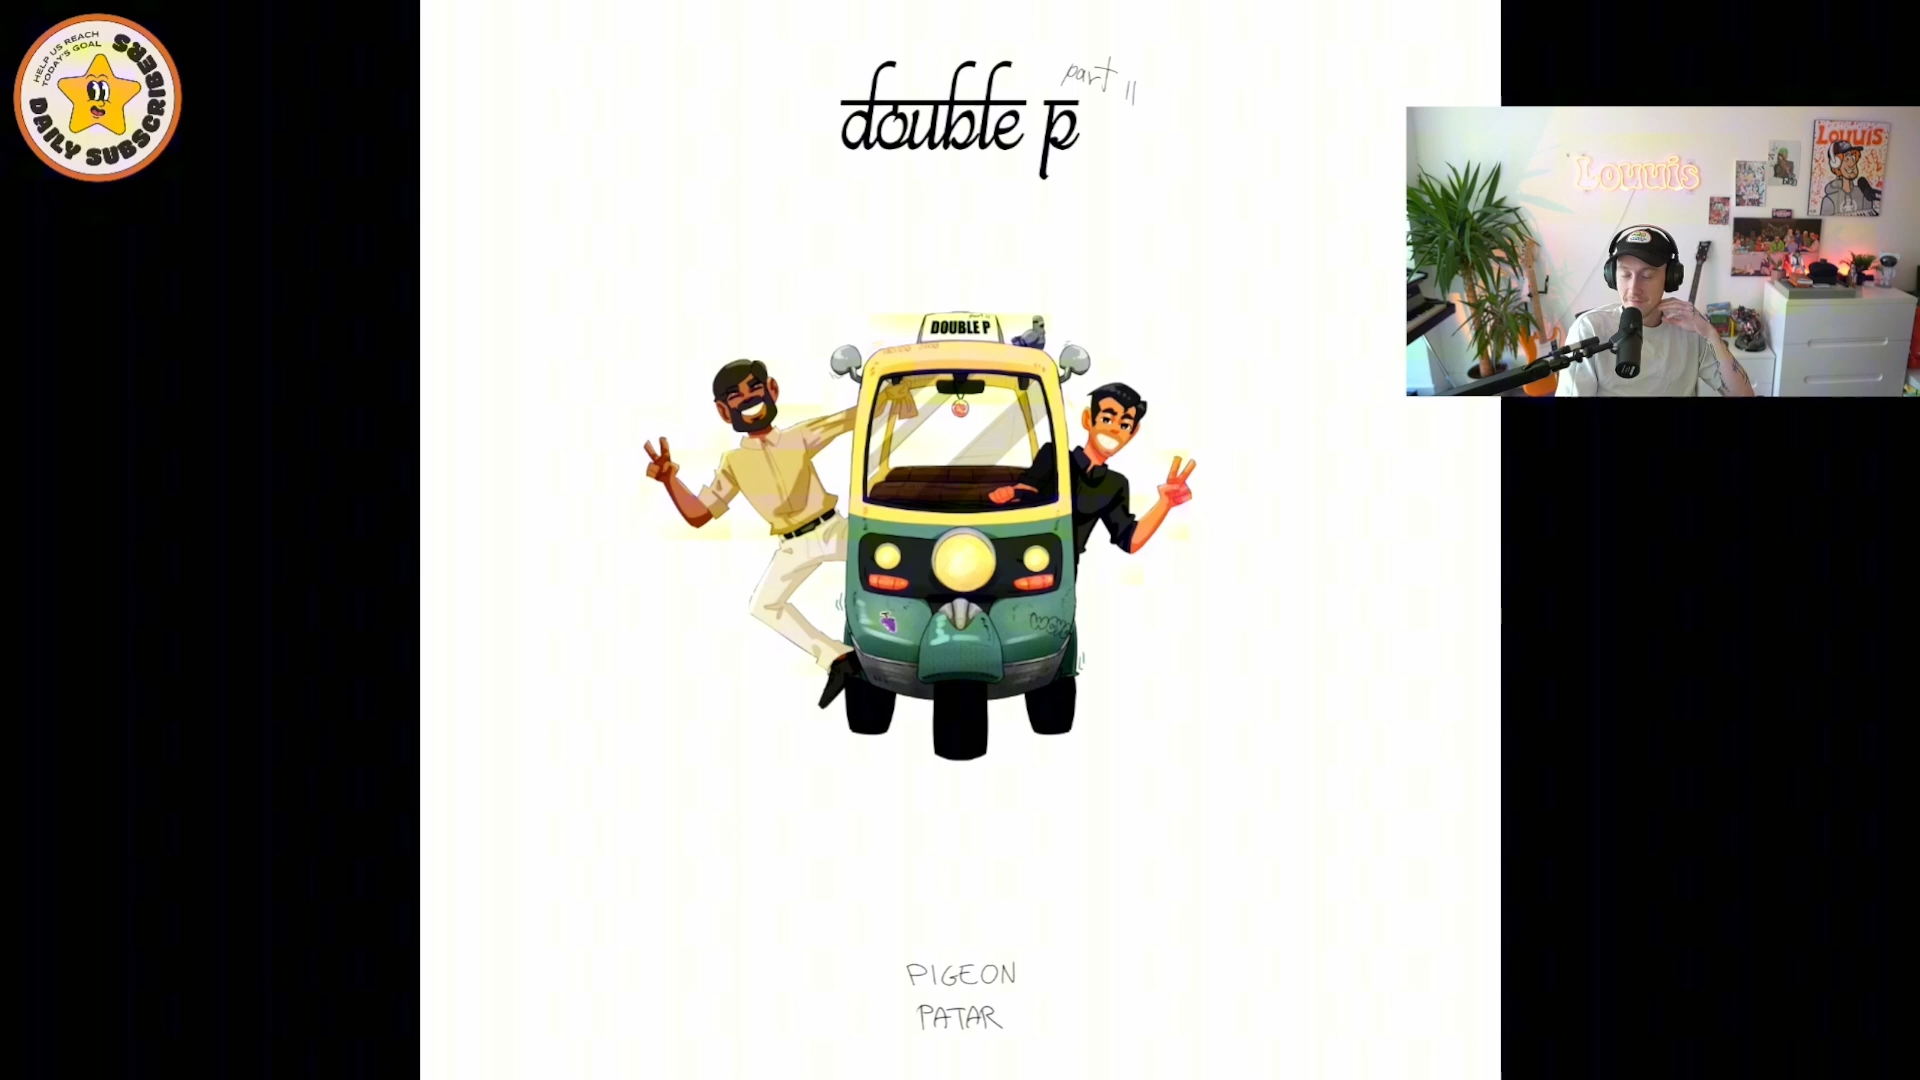 HELP US REACH
TODAY'S GOAL
DAILY SUBSCRIBERS
double p
part II
DOUBLE P
Louuis
Louuis
PIGEON
PATAR